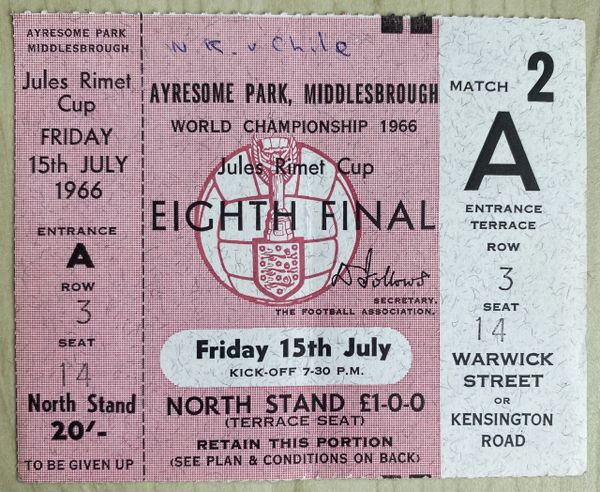 AYRESOME PARK
MIDDLESBROUGH
Jules Rimet
Cup
FRIDAY
15th JULY
1966
ENTRANCE
A
ROW
3
SEAT
14
North Stand
20'-
TO BE GIVEN UP
N K. v Chile
AYRESOME PARK, MIDDLESBROUGH
WORLD CHAMPIONSHIP 1966
Jules Rimet Cup
EIGHTH FINAL
D Follows
SECRETARY.
THE FOOTBALL ASSOCIATION.
Friday 15th July
KICK-OFF 7-30 P.M.
NORTH STAND £1-0-0
(TERRACE SEAT)
RETAIN THIS PORTION
(SEE PLAN & CONDITIONS ON BACK)
MATCH 2
A
ENTRANCE
TERRACE
ROW
3
SEAT
14
WARWICK
STREET
OR
KENSINGTON
ROAD